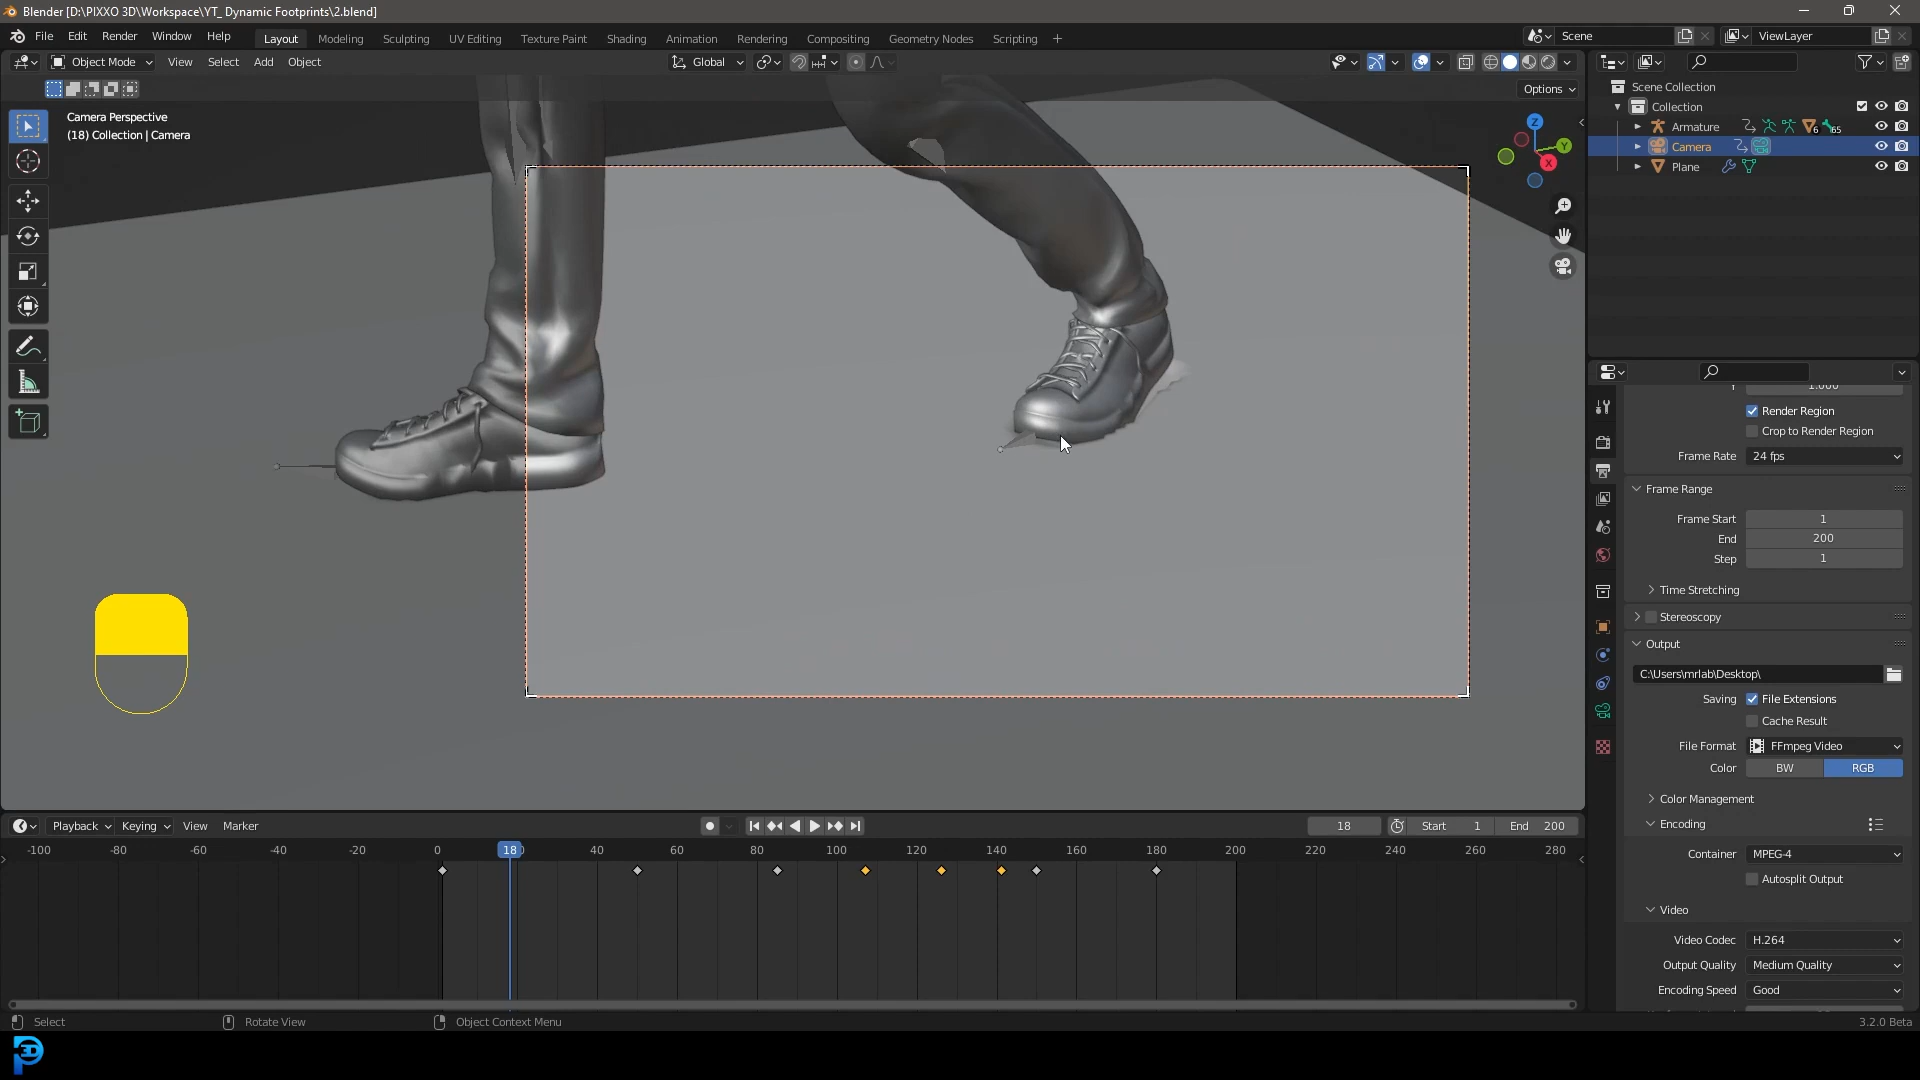 Blender [D:\PIXXO 3D\Workspace\YT_ Dynamic Footprints\2.blend]
File Edit Render Window Help Layout Modeling Sculpting UV Editing Texture Paint Shading Animation Rendering Compositing Geometry Nodes Scripting + Scene ViewLayer
Object Mode View Select Add Object Global
Options
Camera Perspective
(18) Collection | Camera
Z
Y
X
Scene Collection
Collection
Armature 6 65
Camera
Plane
Y 1.000
Render Region
Crop to Render Region
Frame Rate 24 fps
Frame Range
Frame Start 1
End 200
Step 1
Time Stretching
Stereoscopy
Output
C:\Users\mrlab\Desktop\
Saving File Extensions
Cache Result
File Format FFmpeg Video
Color BW RGB
Color Management
Encoding
Container MPEG-4
Autosplit Output
Video
Video Codec H.264
Output Quality Medium Quality
Encoding Speed Good
Playback Keying View Marker 18 Start 1 End 200
-100 -80 -60 -40 -20 0 18 40 60 80 100 120 140 160 180 200 220 240 260 280
Select Rotate View Object Context Menu 3.2.0 Beta
3D